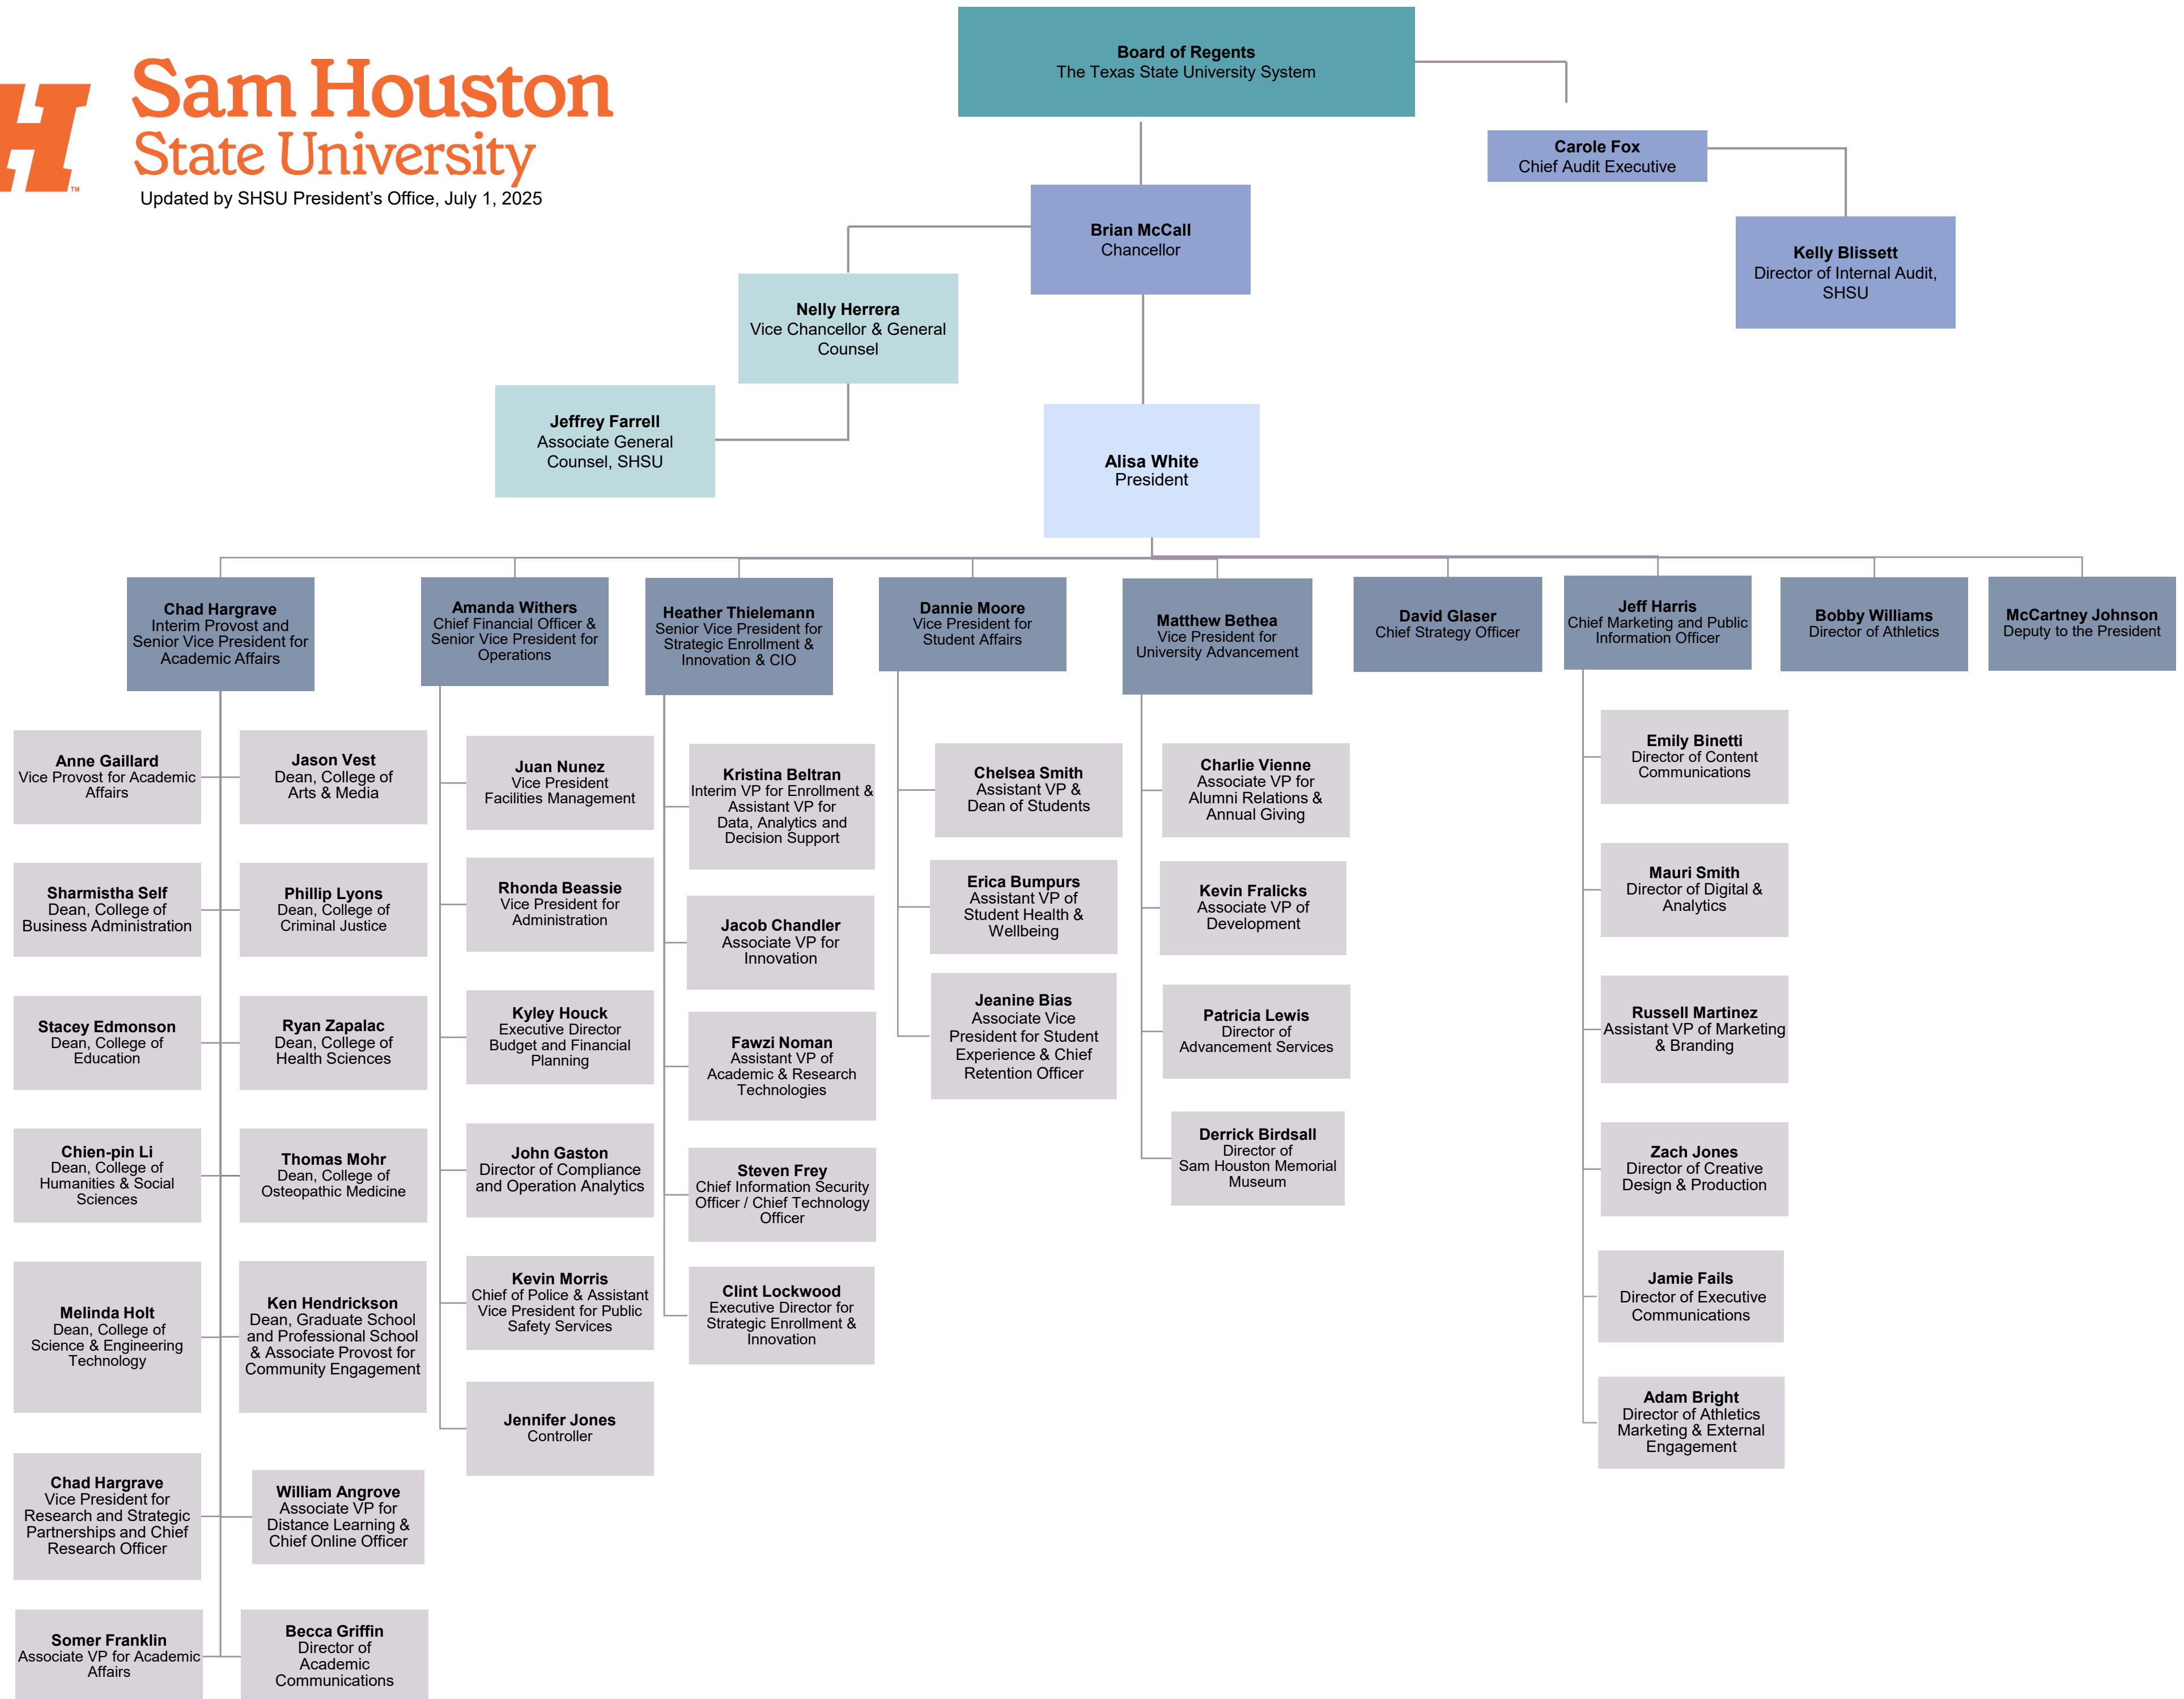 Board of Regents
The Texas State University System
H
TM
Sam Houston
State University
Updated by SHSU President’s Office, July 1, 2025
Carole Fox
Chief Audit Executive
Brian McCall
Chancellor
Kelly Blissett
Director of Internal Audit,
SHSU
Nelly Herrera
Vice Chancellor & General
Counsel
Jeffrey Farrell
Associate General
Counsel, SHSU
Alisa White
President
Chad Hargrave
Interim Provost and
Senior Vice President for
Academic Affairs
Amanda Withers
Chief Financial Officer &
Senior Vice President for
Operations
Heather Thielemann
Senior Vice President for
Strategic Enrollment &
Innovation & CIO
Dannie Moore
Vice President for
Student Affairs
Matthew Bethea
Vice President for
University Advancement
David Glaser
Chief Strategy Officer
Jeff Harris
Chief Marketing and Public
Information Officer
Bobby Williams
Director of Athletics
McCartney Johnson
Deputy to the President
Anne Gaillard
Vice Provost for Academic
Affairs
Jason Vest
Dean, College of
Arts & Media
Sharmistha Self
Dean, College of
Business Administration
Phillip Lyons
Dean, College of
Criminal Justice
Stacey Edmonson
Dean, College of
Education
Ryan Zapalac
Dean, College of
Health Sciences
Chien-pin Li
Dean, College of
Humanities & Social
Sciences
Thomas Mohr
Dean, College of
Osteopathic Medicine
Melinda Holt
Dean, College of
Science & Engineering
Technology
Ken Hendrickson
Dean, Graduate School
and Professional School
& Associate Provost for
Community Engagement
Chad Hargrave
Vice President for
Research and Strategic
Partnerships and Chief
Research Officer
William Angrove
Associate VP for
Distance Learning &
Chief Online Officer
Somer Franklin
Associate VP for Academic
Affairs
Becca Griffin
Director of
Academic
Communications
Juan Nunez
Vice President
Facilities Management
Rhonda Beassie
Vice President for
Administration
Kyley Houck
Executive Director
Budget and Financial
Planning
John Gaston
Director of Compliance
and Operation Analytics
Kevin Morris
Chief of Police & Assistant
Vice President for Public
Safety Services
Jennifer Jones
Controller
Kristina Beltran
Interim VP for Enrollment &
Assistant VP for
Data, Analytics and
Decision Support
Jacob Chandler
Associate VP for
Innovation
Fawzi Noman
Assistant VP of
Academic & Research
Technologies
Steven Frey
Chief Information Security
Officer / Chief Technology
Officer
Clint Lockwood
Executive Director for
Strategic Enrollment &
Innovation
Chelsea Smith
Assistant VP &
Dean of Students
Erica Bumpurs
Assistant VP of
Student Health &
Wellbeing
Jeanine Bias
Associate Vice
President for Student
Experience & Chief
Retention Officer
Charlie Vienne
Associate VP for
Alumni Relations &
Annual Giving
Kevin Fralicks
Associate VP of
Development
Patricia Lewis
Director of
Advancement Services
Derrick Birdsall
Director of
Sam Houston Memorial
Museum
Emily Binetti
Director of Content
Communications
Mauri Smith
Director of Digital &
Analytics
Russell Martinez
Assistant VP of Marketing
& Branding
Zach Jones
Director of Creative
Design & Production
Jamie Fails
Director of Executive
Communications
Adam Bright
Director of Athletics
Marketing & External
Engagement